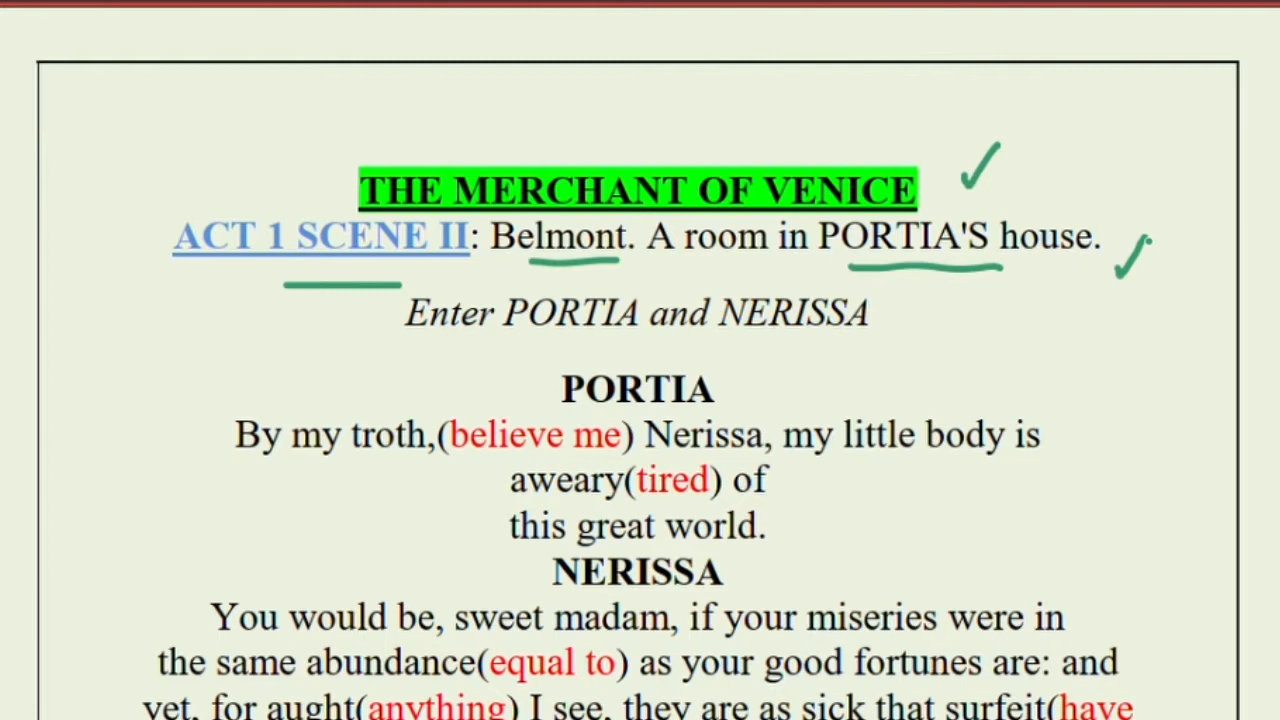 THE MERCHANT OF VENICE
ACT 1 SCENE II: Belmont. A room in PORTIA'S house.
Enter PORTIA and NERISSA
PORTIA
By my troth,(believe me) Nerissa, my little body is
aweary(tired) of
this great world.
NERISSA
You would be, sweet madam, if your miseries were in
the same abundance(equal to) as your good fortunes are: and
yet, for aught(anything) I see, they are as sick that surfeit(have